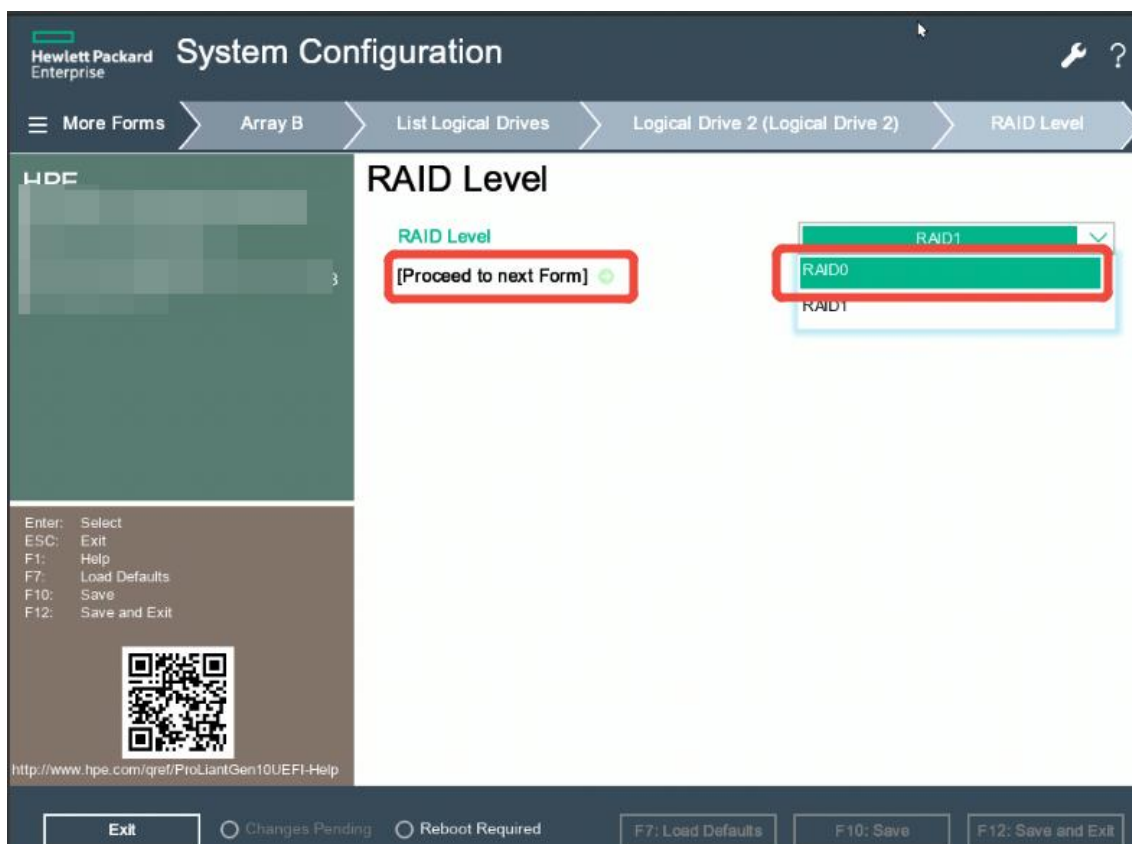 Hewlett Packard
Enterprise
System Configuration
?
More Forms
Array B
List Logical Drives
Logical Drive 2 (Logical Drive 2)
RAID Level
HPE
RAID Level
RAID Level
RAID1
[Proceed to next Form]
RAID0
RAID1
Enter: Select
ESC: Exit
F1: Help
F7: Load Defaults
F10: Save
F12: Save and Exit
http://www.hpe.com/qref/ProLiantGen10UEFI-Help
Exit
Changes Pending
Reboot Required
F7: Load Defaults
F10: Save
F12: Save and Exit